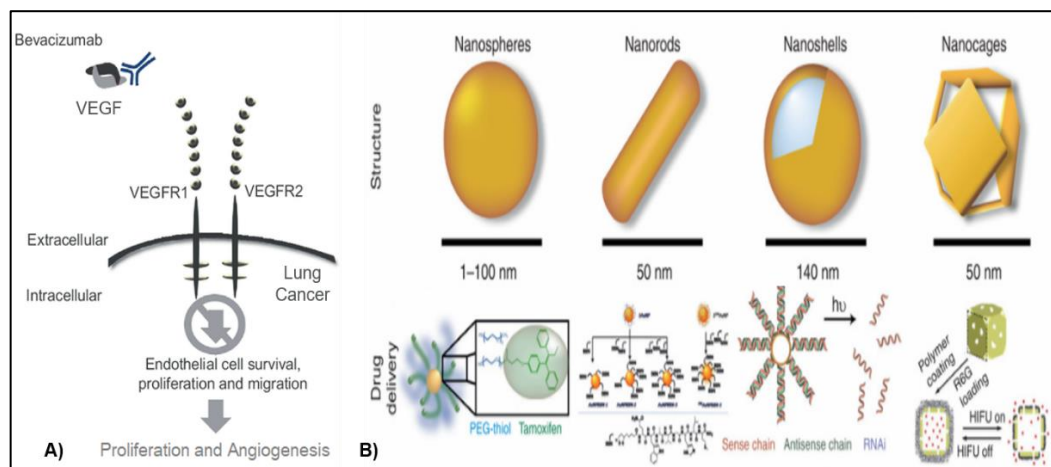 Bevacizumab
VEGF
VEGFR1
VEGFR2
Extracellular
Intracellular
Lung
Cancer
Endothelial cell survival,
proliferation and migration
Proliferation and Angiogenesis
A)
Structure
Nanospheres
Nanorods
Nanoshells
Nanocages
1–100 nm
50 nm
140 nm
50 nm
Drug
delivery
PEG-thiol
Tamoxifen
hυ
Sense chain
Antisense chain
RNAi
Polymer
coating
R6G
loading
HIFU on
HIFU off
B)